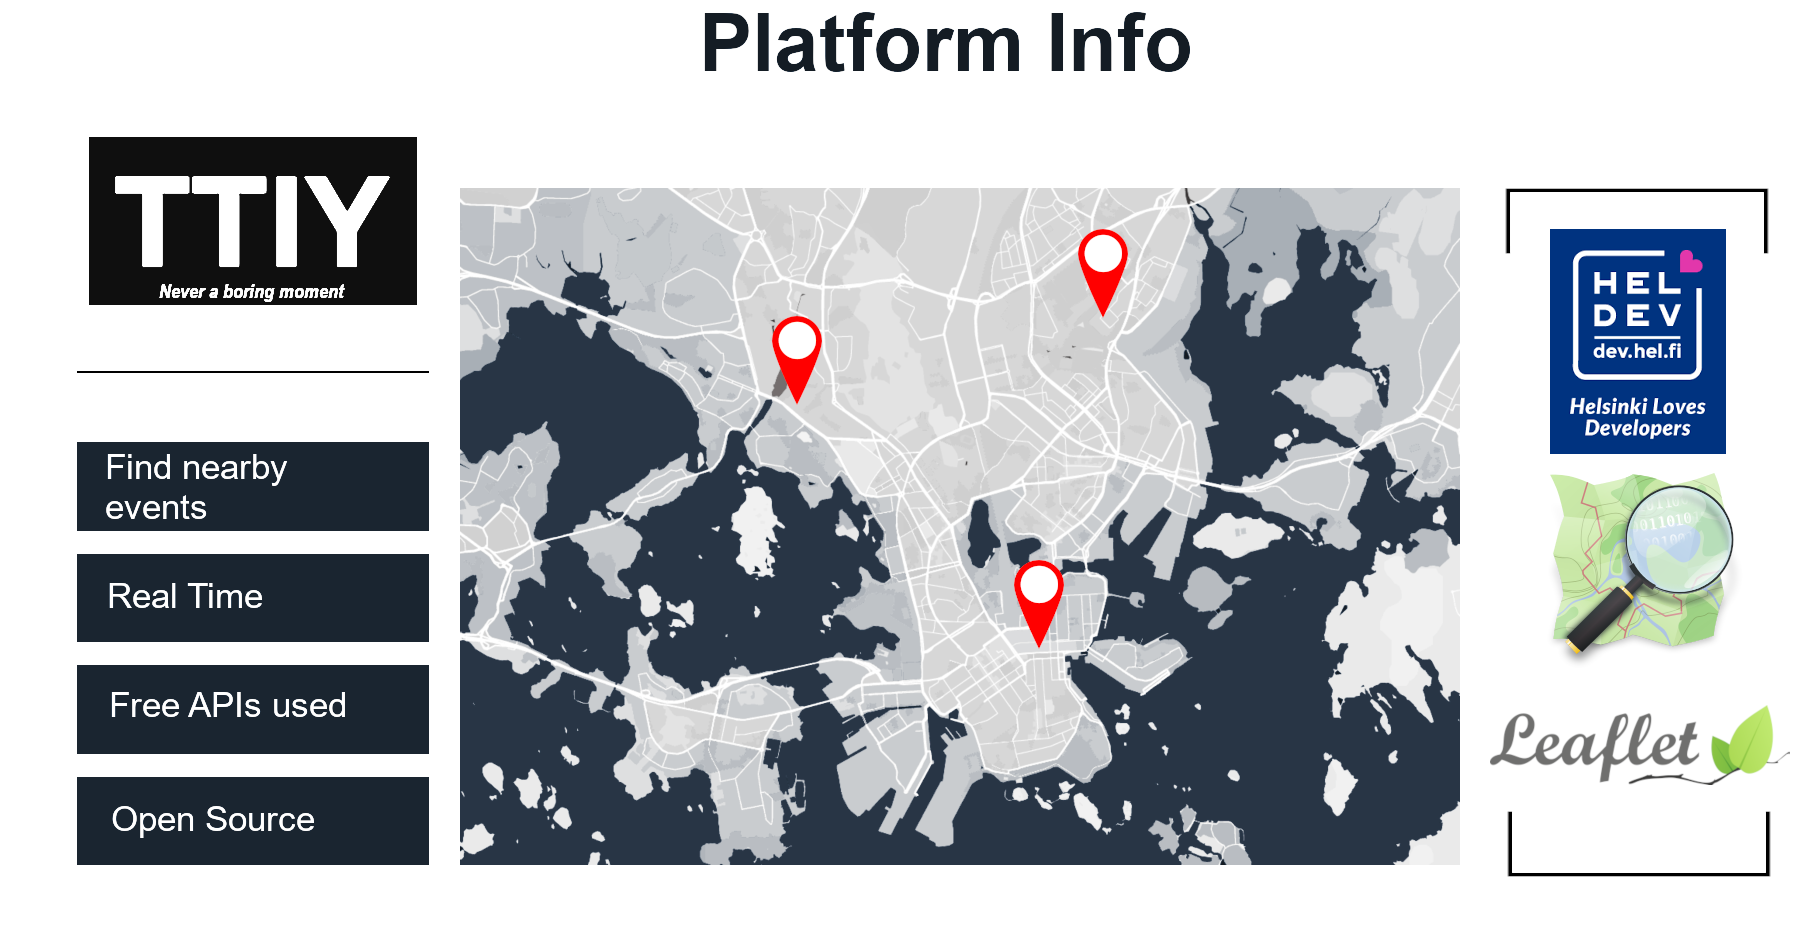 Platform Info
TTIY
Never a boring moment
Find nearby
events
Real Time
Free APIs used
Open Source
HEL
DEV
dev.hel.fi
Helsinki Loves
Developers
011010
Leaflet